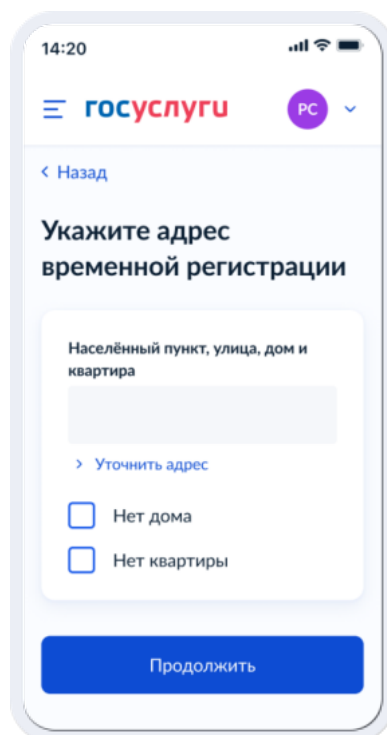 14:20
госуслуги
РС
Назад
Укажите адрес
временной регистрации
Населённый пункт, улица, дом и
квартира
Уточнить адрес
Нет дома
Нет квартиры
Продолжить